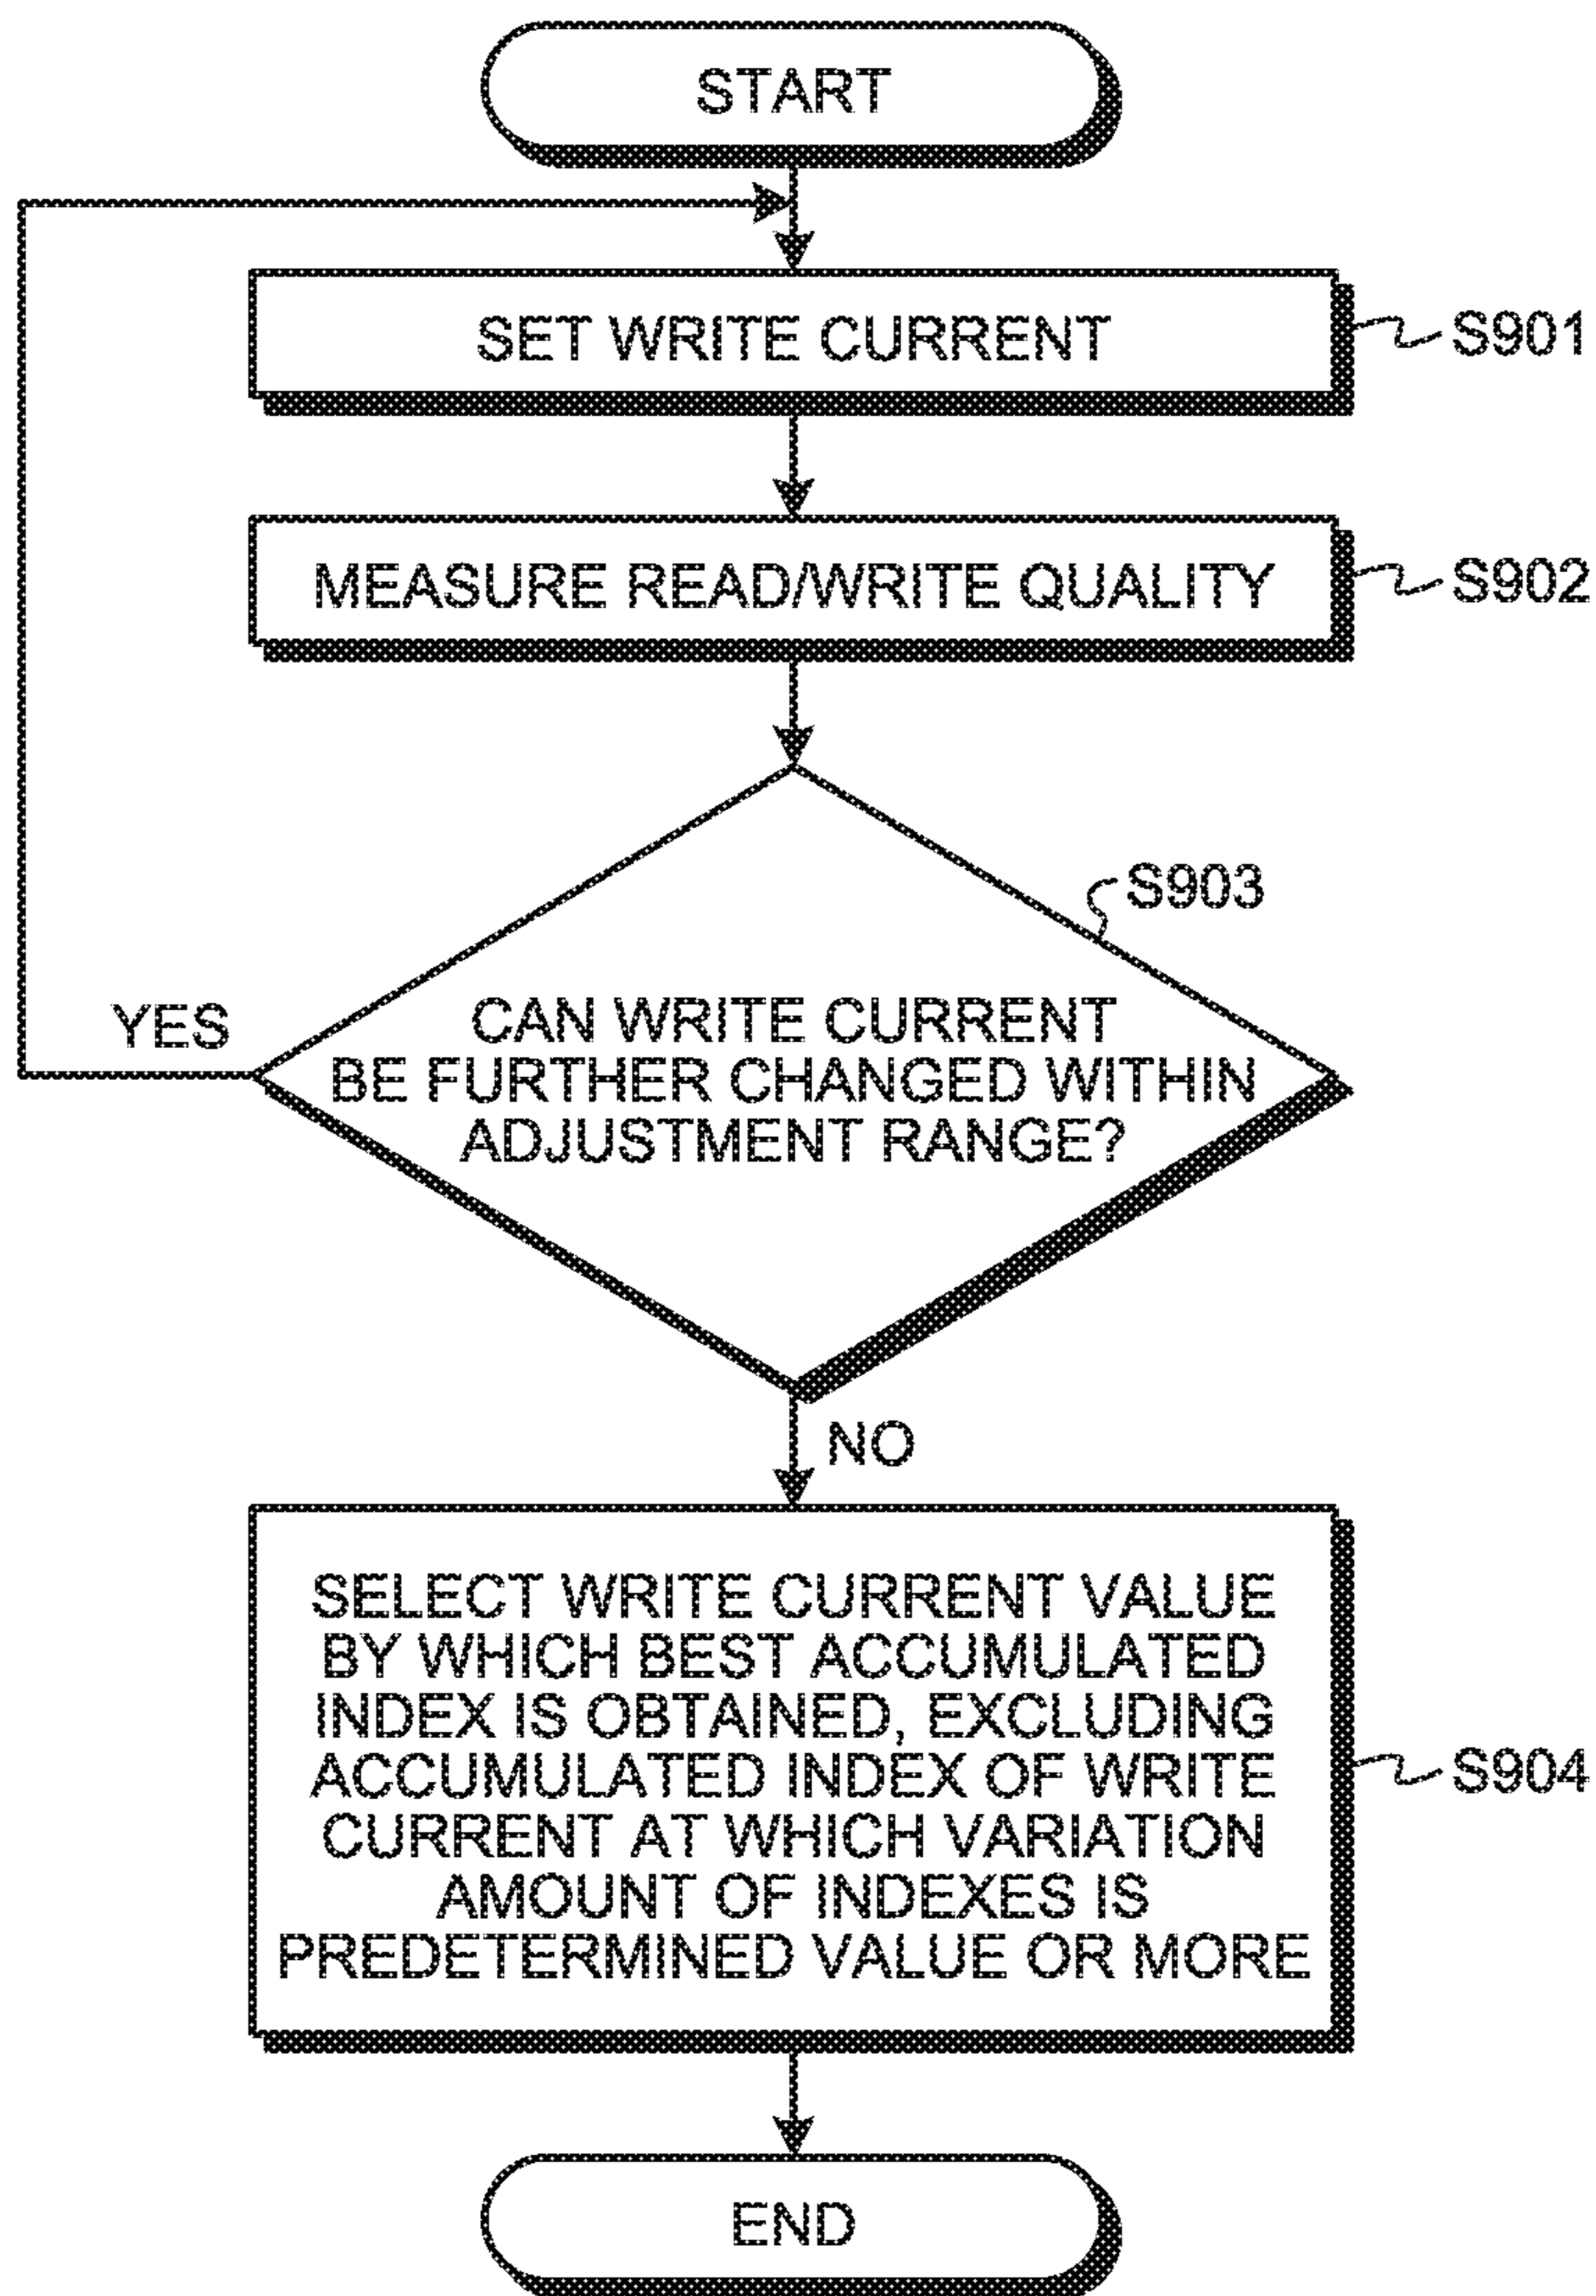 START
SET WRITE CURRENT
S901
MEASURE READ/WRITE QUALITY
S902
S903
CAN WRITE CURRENT
BE FURTHER CHANGED WITHIN
ADJUSTMENT RANGE?
YES
NO
SELECT WRITE CURRENT VALUE
BY WHICH BEST ACCUMULATED
INDEX IS OBTAINED, EXCLUDING
ACCUMULATED INDEX OF WRITE
CURRENT AT WHICH VARIATION
AMOUNT OF INDEXES IS
PREDETERMINED VALUE OR MORE
S904
END